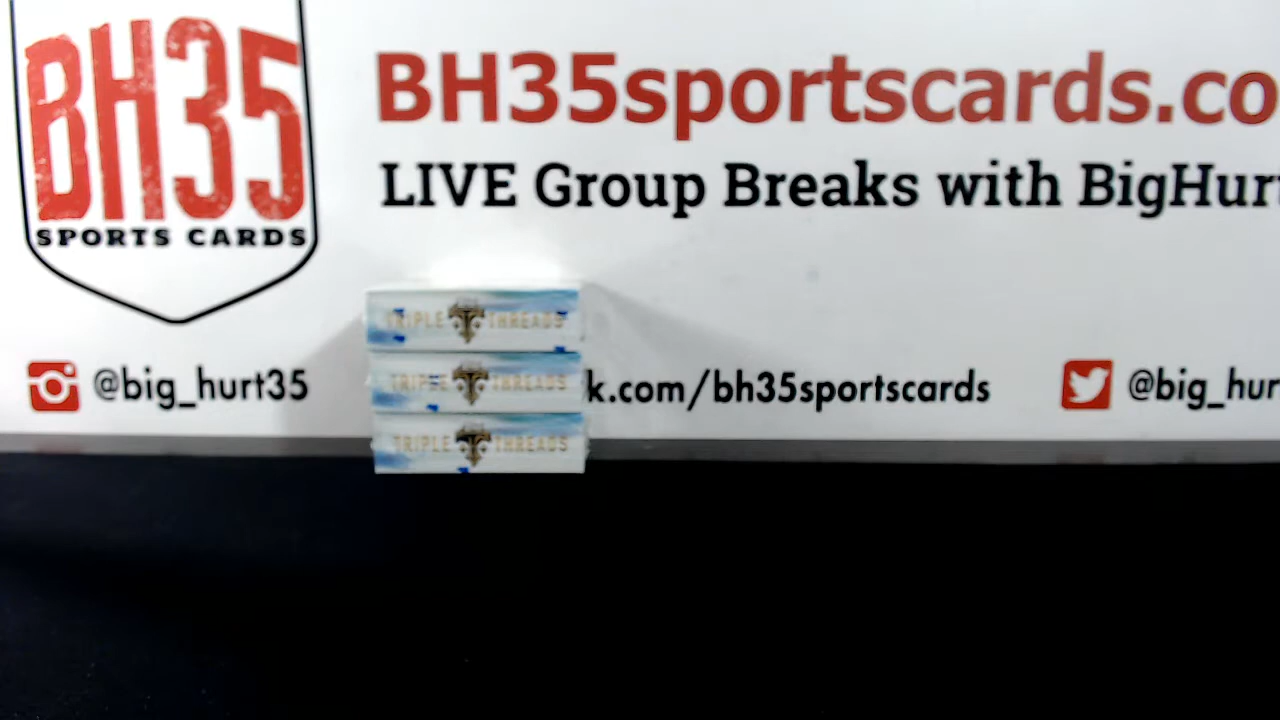 BH35
SPORTS CARDS
BH35sportscards.co
LIVE Group Breaks with BigHurt
@big_hurt35
k.com/bh35sportscards
@big_hur
TRIPLE THREADS
TRIPLE THREADS
TRIPLE THREADS